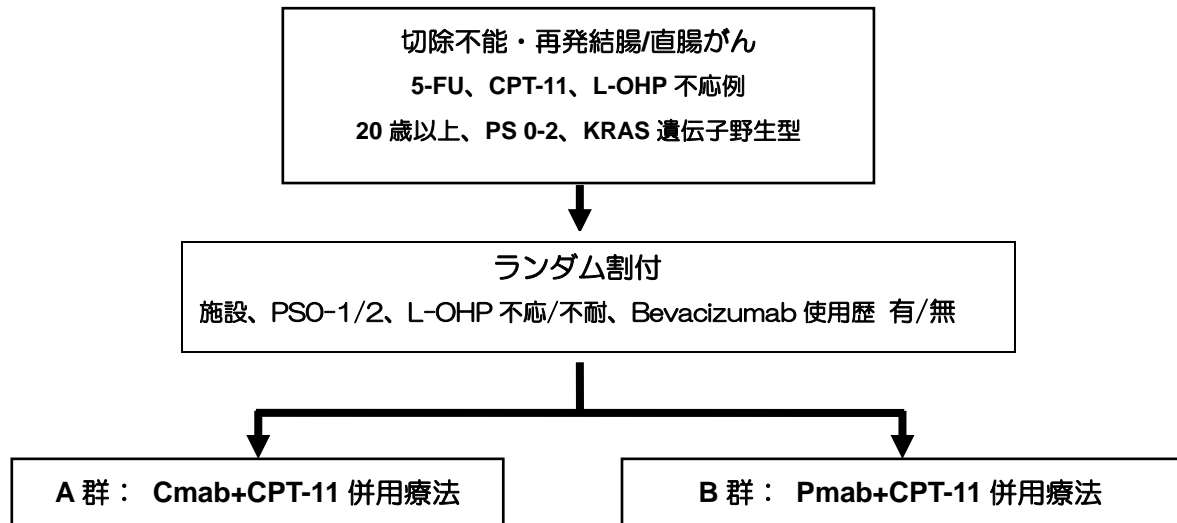 切除不能・再発結腸/直腸がん
5-FU、CPT-11、L-OHP 不応例
20 歳以上、PS 0-2、KRAS 遺伝子野生型
ランダム割付
施設、PS0-1/2、L-OHP 不応/不耐、Bevacizumab 使用歴 有/無
A 群： Cmab+CPT-11 併用療法
B 群： Pmab+CPT-11 併用療法